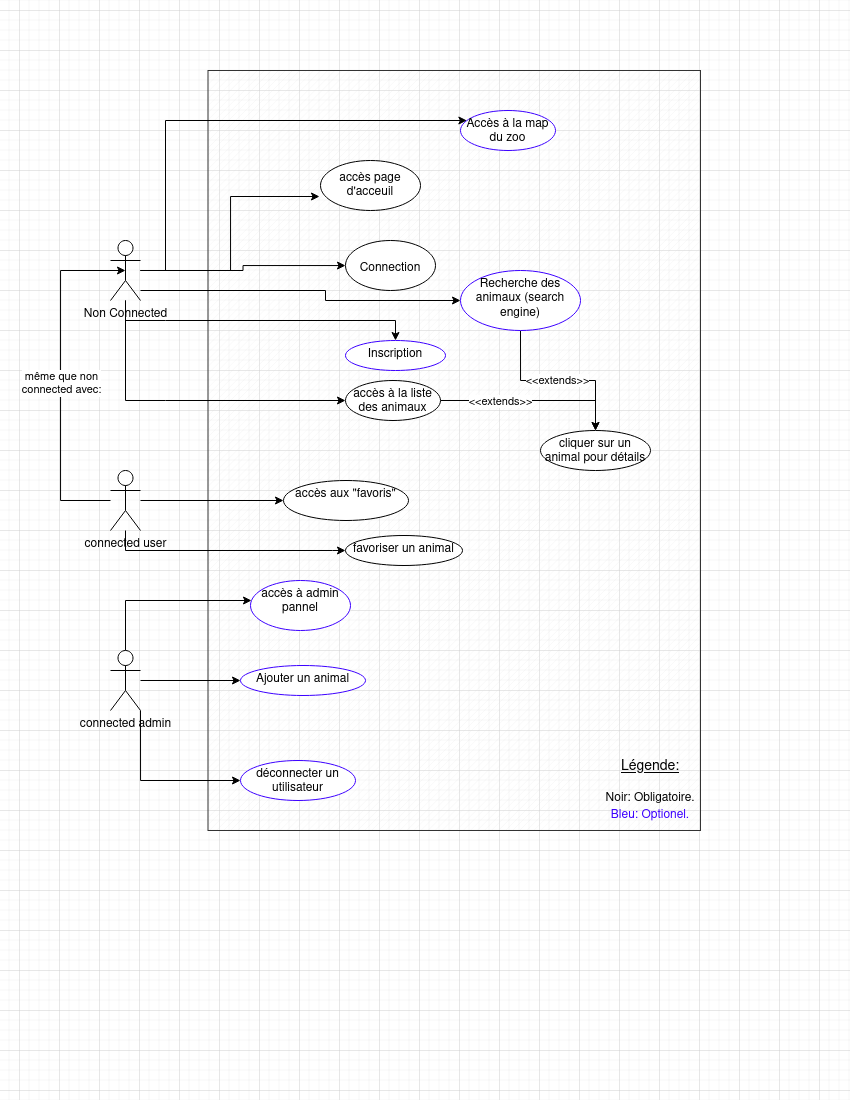 Accès à la map
du zoo
accès page
d'acceuil
Connection
Recherche des
animaux (search
engine)
Non Connected
Inscription
même que non
connected avec:
<<extends>>
accès à la liste
des animaux
<<extends>>
cliquer sur un
animal pour détails
accès aux "favoris"
connected user
favoriser un animal
accès à admin
pannel
Ajouter un animal
connected admin
déconnecter un
utilisateur
Légende:
Noir: Obligatoire.
Bleu: Optionel.